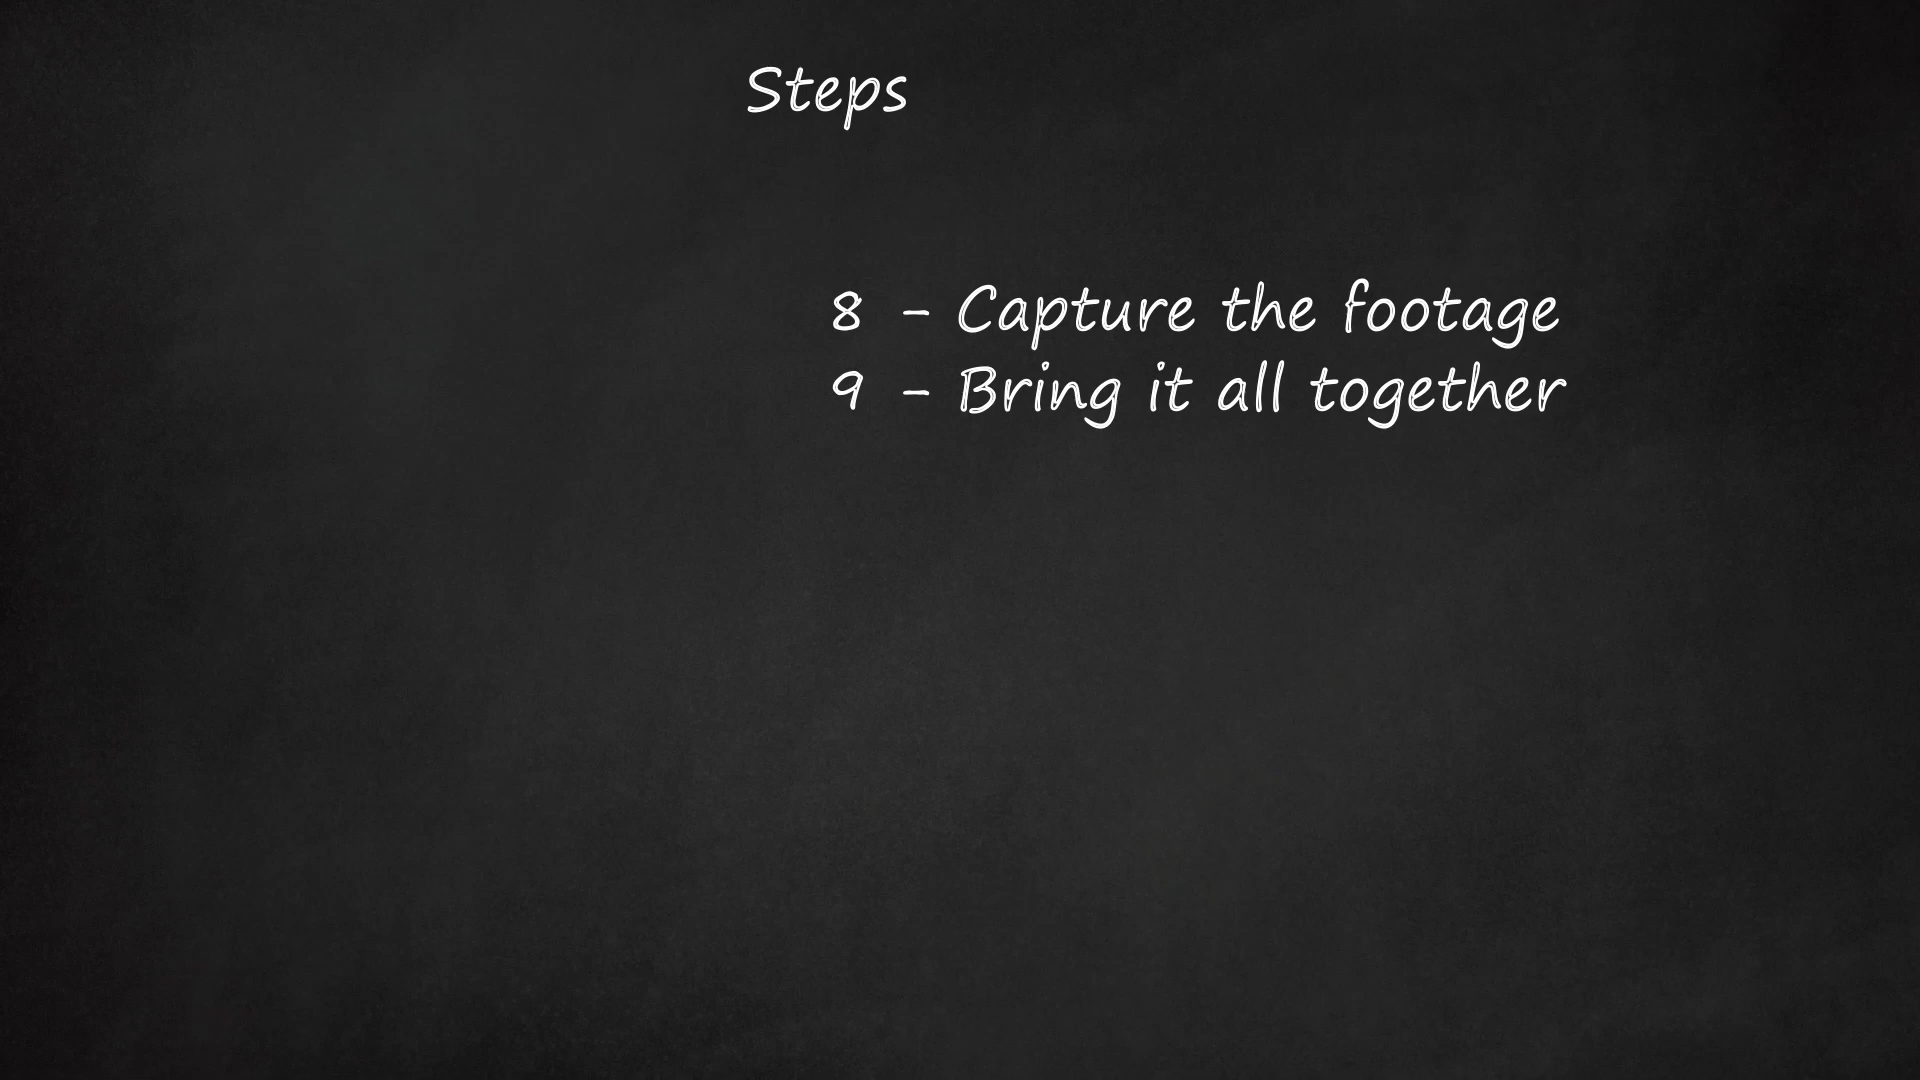 Steps
8 - Capture the footage
9 - Bring it all together